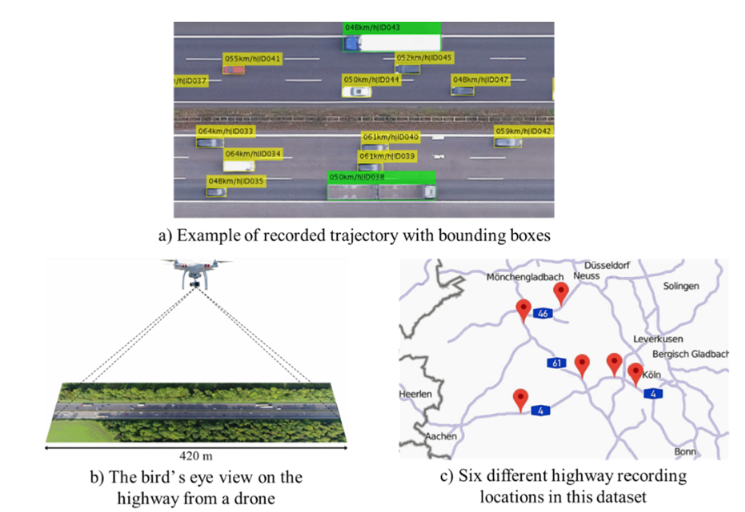 048km/h|ID043
055km/h|ID041
052km/h|ID045
/h|ID037
050km/h|ID044
048km/h|ID047
064km/h|ID033
061km/h|ID040
059km/h|ID042
064km/h|ID034
061km/h|ID039
048km/h|ID035
050km/h|ID038
a) Example of recorded trajectory with bounding boxes
420 m
b) The bird’s eye view on the
highway from a drone
Düsseldorf
Mönchengladbach
Neuss
Solingen
46
Leverkusen
Bergisch Gladbach
61
Köln
Heerlen
4
4
Aachen
Bonn
c) Six different highway recording
locations in this dataset